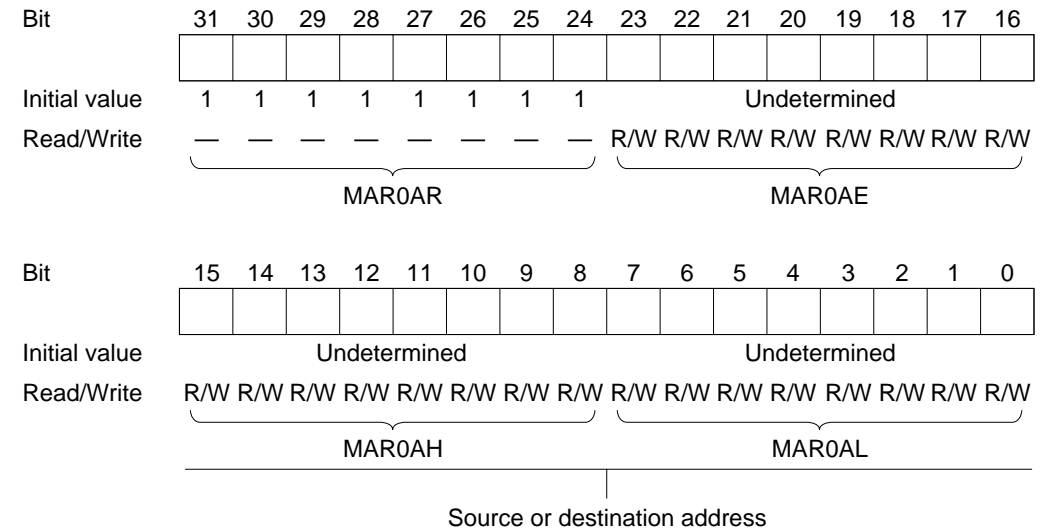 Bit 31 30 29 28 27 26 25 24 23 22 21 20 19 18 17 16
Initial value 1 1 1 1 1 1 1 1 Undetermined
Read/Write — — — — — — — — R/W R/W R/W R/W R/W R/W R/W R/W
MAR0AR MAR0AE
Bit 15 14 13 12 11 10 9 8 7 6 5 4 3 2 1 0
Initial value Undetermined Undetermined
Read/Write R/W R/W R/W R/W R/W R/W R/W R/W R/W R/W R/W R/W R/W R/W R/W R/W
MAR0AH MAR0AL
Source or destination address